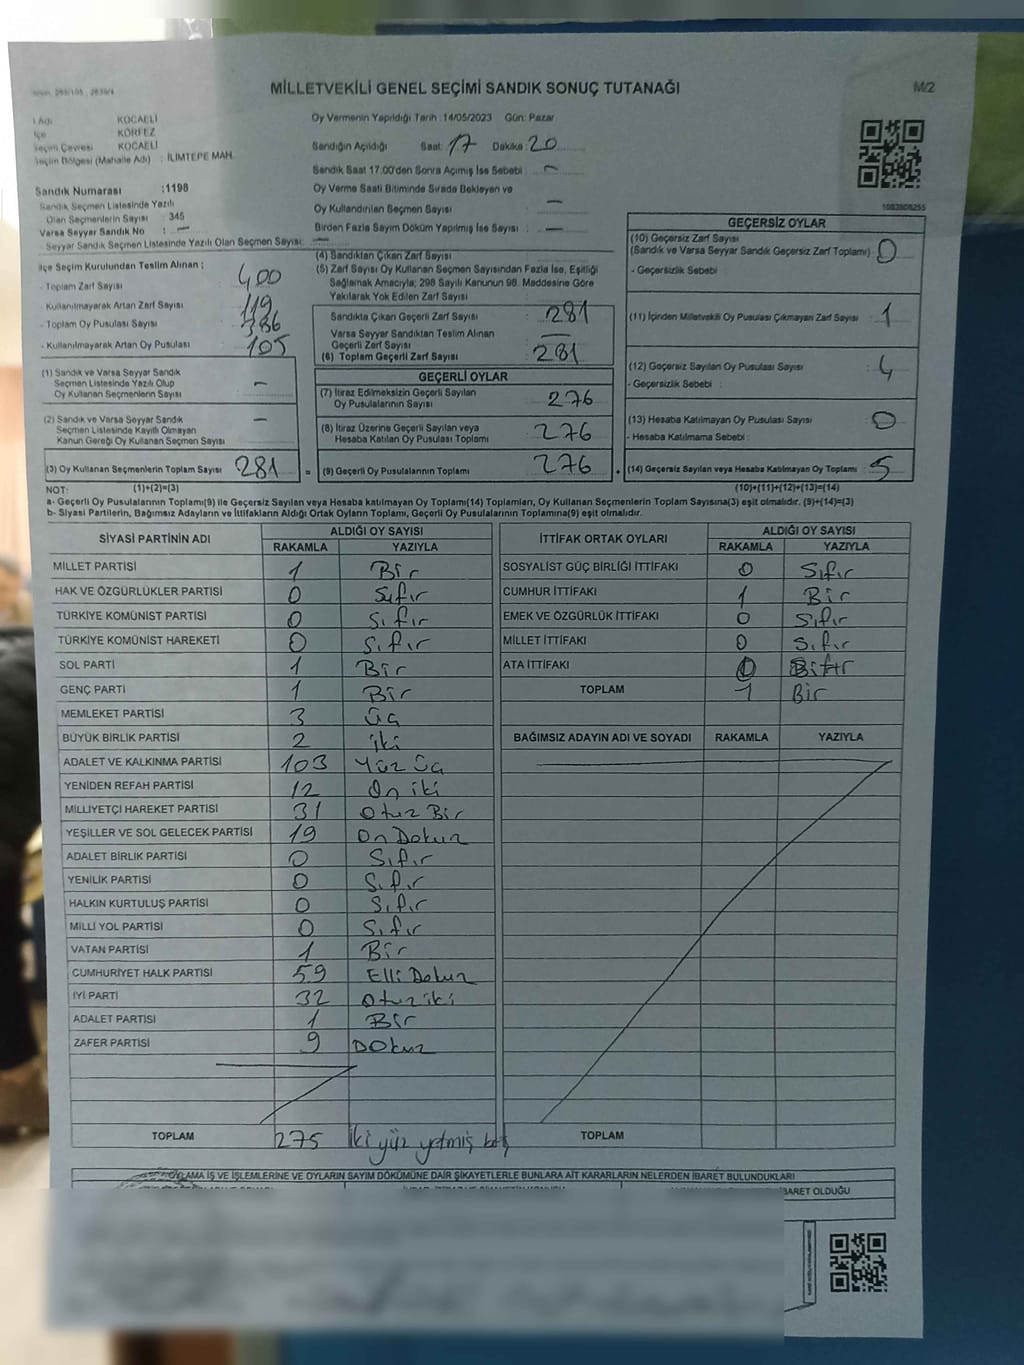 MİLLETVEKİLİ GENEL SEÇİMİ SANDIK SONUÇ TUTANAĞI
M/2
İl Adı KOCAELİ
İlçe KÖRFEZ
Seçim Çevresi KOCAELİ
Seçim Bölgesi (Mahalle Adı) : İLİMTEPE MAH.
Oy Vermenin Yapıldığı Tarih :14/05/2023 Gün: Pazar
Sandığın Açıldığı Saat: 17 Dakika: 20
Sandık Saat 17:00'den Sonra Açımış İse Sebebi : -
Oy Verme Saati Bitiminde Sırada Bekleyen ve
Oy Kullandırılan Seçmen Sayısı -
Birden Fazla Sayım Döküm Yapılmış İse Sayısı : -
1083808255
Sandık Numarası :1198
Sandık Seçmen Listesinde Yazılı
Olan Seçmenlerin Sayısı : 345
Varsa Seyyar Sandık No : -
- Seyyar Sandık Seçmen Listesinde Yazılı Olan Seçmen Sayısı: -
İlçe Seçim Kurulundan Teslim Alınan ;
- Toplam Zarf Sayısı 400
- Kullanılmayarak Artan Zarf Sayısı 119
- Toplam Oy Pusulası Sayısı 386
- Kullanılmayarak Artan Oy Pusulası 105
(1) Sandık ve Varsa Seyyar Sandık
Seçmen Listesinde Yazılı Olup
Oy Kullanan Seçmenlerin Sayısı : -
(2) Sandık ve Varsa Seyyar Sandık
Seçmen Listesinde Kayıtlı Olmayan
Kanun Gereği Oy Kullanan Seçmen Sayısı -
(3) Oy Kullanan Seçmenlerin Toplam Sayısı 281
(4) Sandıktan Çıkan Zarf Sayısı
(5) Zarf Sayısı Oy Kullanan Seçmen Sayısından Fazla İse, Eşitliği
Sağlamak Amacıyla; 298 Sayılı Kanunun 98. Maddesine Göre
Yakılarak Yok Edilen Zarf Sayısı
Sandıkta Çıkan Geçerli Zarf Sayısı : 281
Varsa Seyyar Sandıktan Teslim Alınan
Geçerli Zarf Sayısı -
(6) Toplam Geçerli Zarf Sayısı 281
GEÇERLİ OYLAR
(7) İtiraz Edilmeksizin Geçerli Sayılan
Oy Pusulalarının Sayısı 276
(8) İtiraz Üzerine Geçerli Sayılan veya
Hesaba Katılan Oy Pusulası Toplamı 276
= (9) Geçerli Oy Pusulalarının Toplamı 276
GEÇERSİZ OYLAR
(10) Geçersiz Zarf Sayısı
(Sandık ve Varsa Seyyar Sandık Geçersiz Zarf Toplamı) 0
- Geçersizlik Sebebi :
(11) İçinden Milletvekili Oy Pusulası Çıkmayan Zarf Sayısı : 1
(12) Geçersiz Sayılan Oy Pusulası Sayısı : 4
- Geçersizlik Sebebi :
(13) Hesaba Katılmayan Oy Pusulası Sayısı : 0
- Hesaba Katılmama Sebebi :
(14) Geçersiz Sayılan veya Hesaba Katılmayan Oy Toplamı : 5
NOT: (1)+(2)=(3) (10)+(11)+(12)+(13)=(14)
a- Geçerli Oy Pusulalarının Toplamı(9) ile Geçersiz Sayılan veya Hesaba katılmayan Oy Toplamı(14) Toplamları, Oy Kullanan Seçmenlerin Toplam Sayısına(3) eşit olmalıdır. (9)+(14)=(3)
b- Siyasi Partilerin, Bağımsız Adayların ve İttifakların Aldığı Ortak Oyların Toplamı, Geçerli Oy Pusulalarının Toplamına(9) eşit olmalıdır.
SİYASİ PARTİNİN ADI ALDIĞI OY SAYISI
RAKAMLA YAZIYLA
MİLLET PARTİSİ 1 Bir
HAK VE ÖZGÜRLÜKLER PARTİSİ 0 Sıfır
TÜRKİYE KOMÜNİST PARTİSİ 0 Sıfır
TÜRKİYE KOMÜNİST HAREKETİ 0 Sıfır
SOL PARTİ 1 Bir
GENÇ PARTİ 1 Bir
MEMLEKET PARTİSİ 3 Üç
BÜYÜK BİRLİK PARTİSİ 2 iki
ADALET VE KALKINMA PARTİSİ 103 Yüz Üç
YENİDEN REFAH PARTİSİ 12 On iki
MİLLİYETÇİ HAREKET PARTİSİ 31 Otuz Bir
YEŞİLLER VE SOL GELECEK PARTİSİ 19 On Dokuz
ADALET BİRLİK PARTİSİ 0 Sıfır
YENİLİK PARTİSİ 0 Sıfır
HALKIN KURTULUŞ PARTİSİ 0 Sıfır
MİLLİ YOL PARTİSİ 0 Sıfır
VATAN PARTİSİ 1 Bir
CUMHURİYET HALK PARTİSİ 59 Elli Dokuz
İYİ PARTİ 32 Otuz iki
ADALET PARTİSİ 1 Bir
ZAFER PARTİSİ 9 Dokuz
TOPLAM 275 İki yüz yetmiş beş
İTTİFAK ORTAK OYLARI ALDIĞI OY SAYISI
RAKAMLA YAZIYLA
SOSYALİST GÜÇ BİRLİĞİ İTTİFAKI 0 Sıfır
CUMHUR İTTİFAKI 1 Bir
EMEK VE ÖZGÜRLÜK İTTİFAKI 0 Sıfır
MİLLET İTTİFAKI 0 Sıfır
ATA İTTİFAKI 0
TOPLAM 1 Bir
BAĞIMSIZ ADAYIN ADI VE SOYADI RAKAMLA YAZIYLA
TOPLAM
OYLAMA İŞ VE İŞLEMLERİNE VE OYLARIN SAYIM DÖKÜMÜNE DAİR ŞİKAYETLERLE BUNLARA AİT KARARLARIN NELERDEN İBARET BULUNDUKLARI
İBARET OLDUĞU